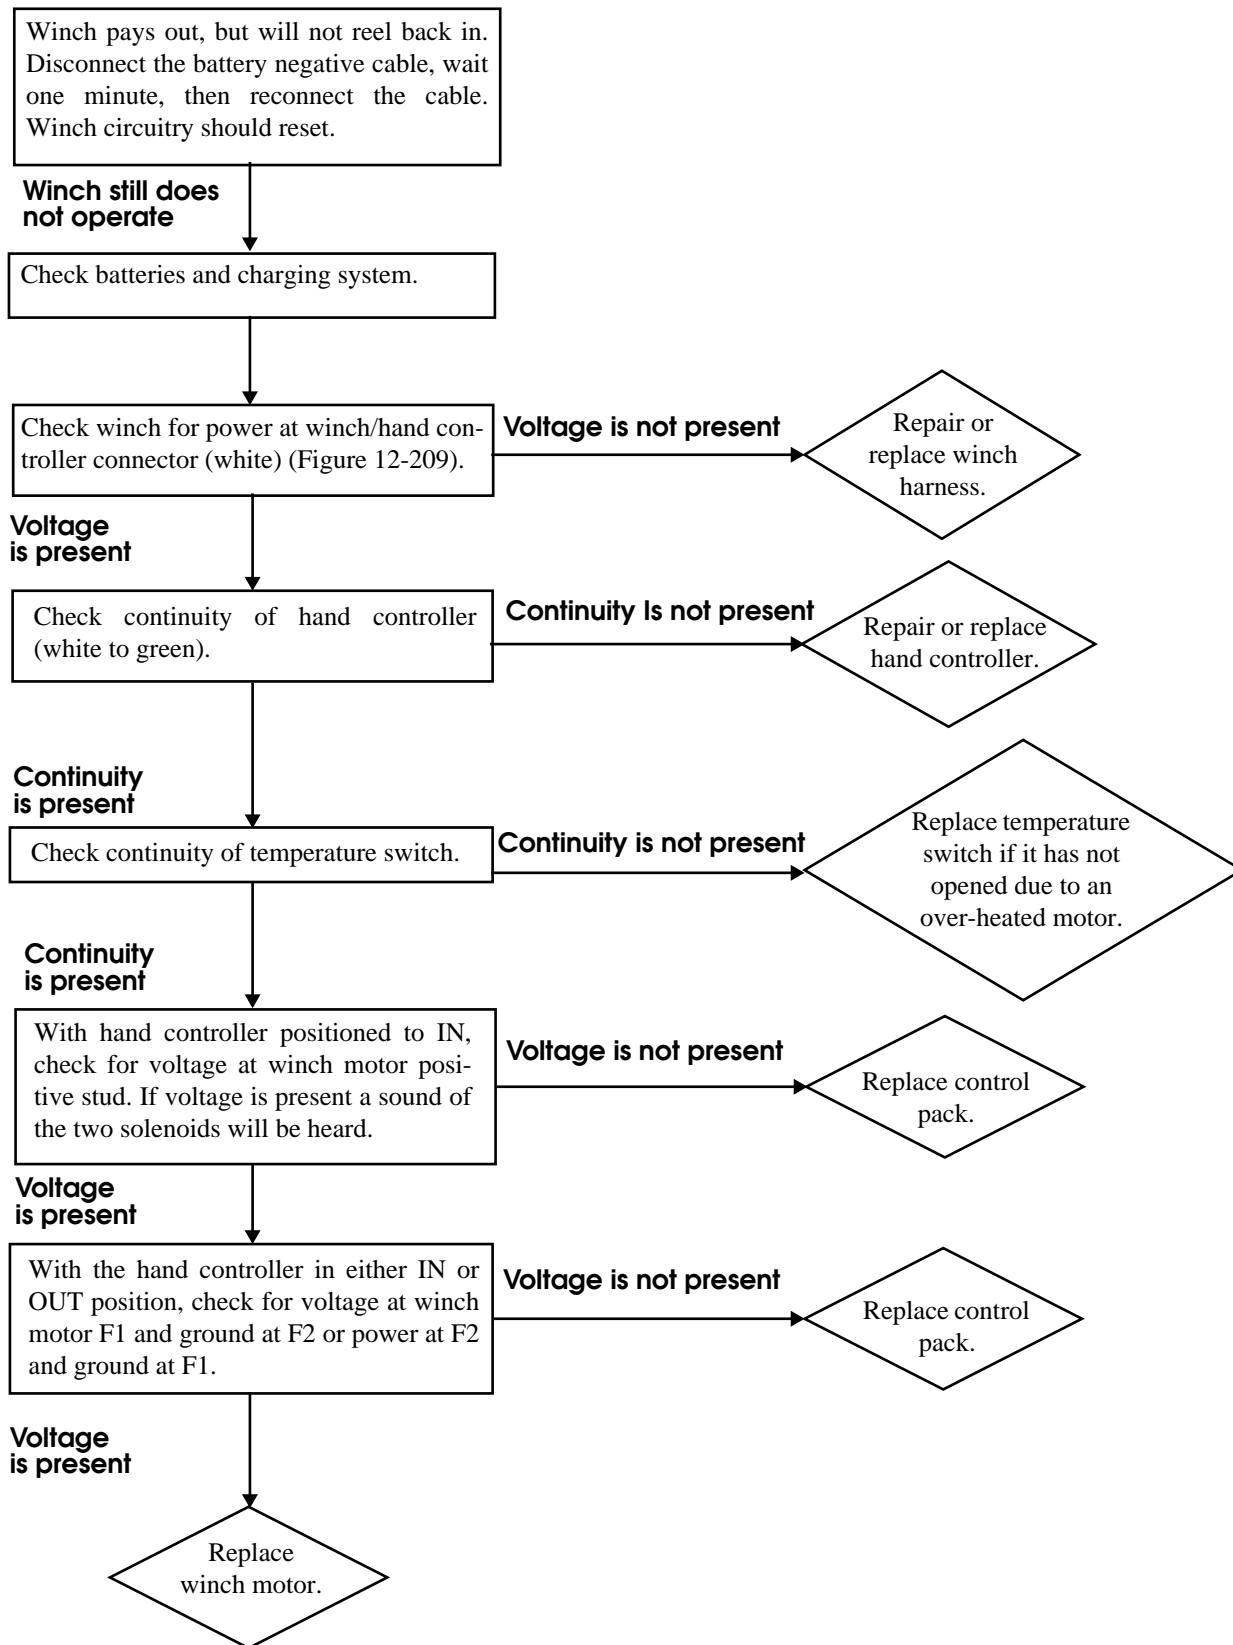 Winch pays out, but will not reel back in.
Disconnect the battery negative cable, wait
one minute, then reconnect the cable.
Winch circuitry should reset.
Winch still does
not operate
Check batteries and charging system.
Check winch for power at winch/hand con-
troller connector (white) (Figure 12-209).
Voltage is not present
Repair or
replace winch
harness.
Voltage
is present
Check continuity of hand controller
(white to green).
Continuity Is not present
Repair or replace
hand controller.
Continuity
is present
Check continuity of temperature switch.
Continuity is not present
Replace temperature
switch if it has not
opened due to an
over-heated motor.
Continuity
is present
With hand controller positioned to IN,
check for voltage at winch motor posi-
tive stud. If voltage is present a sound of
the two solenoids will be heard.
Voltage is not present
Replace control
pack.
Voltage
is present
With the hand controller in either IN or
OUT position, check for voltage at winch
motor F1 and ground at F2 or power at F2
and ground at F1.
Voltage is not present
Replace control
pack.
Voltage
is present
Replace
winch motor.